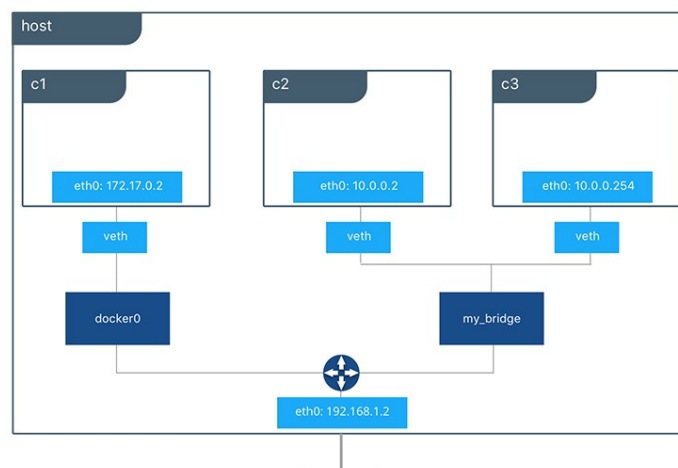 host
c1
c2
c3
eth0: 172.17.0.2
eth0: 10.0.0.2
eth0: 10.0.0.254
veth
veth
veth
docker0
my_bridge
eth0: 192.168.1.2